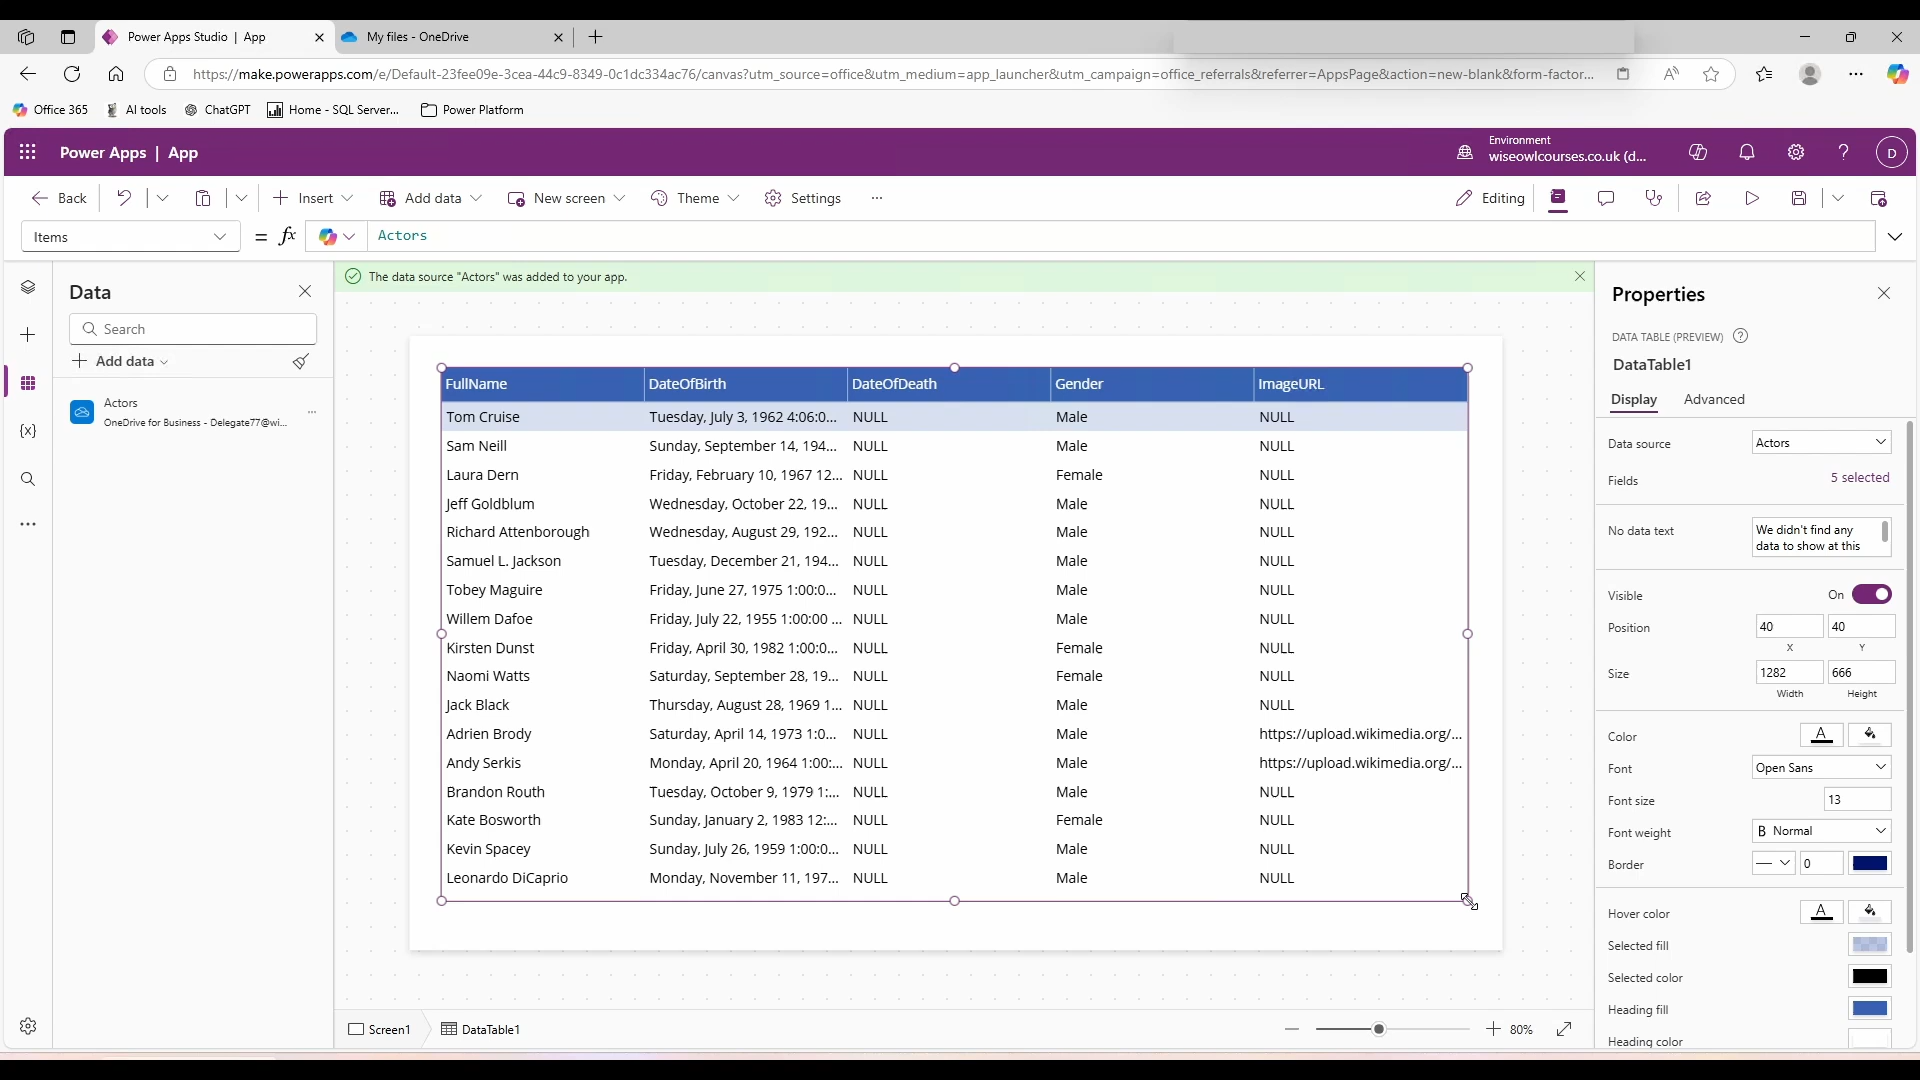 Power Apps Studio | App
My files - OneDrive
https://make.powerapps.com/e/Default-23fee09e-3cea-44c9-8349-0c1dc334ac76/canvas?utm_source=office&utm_medium=app_launcher&utm_campaign=office_referrals&referrer=AppsPage&action=new-blank&form-factor...
Office 365 AI tools ChatGPT Home - SQL Server... Power Platform
Power Apps | App
Environment
wiseowlcourses.co.uk (d...
D
Back Insert Add data New screen Theme Settings ... Editing
Items = fx Actors
Data
Search
Add data
Actors
OneDrive for Business - Delegate77@wi...
The data source "Actors" was added to your app.
FullName DateOfBirth DateOfDeath Gender ImageURL
Tom Cruise Tuesday, July 3, 1962 4:06:0... NULL Male NULL
Sam Neill Sunday, September 14, 194... NULL Male NULL
Laura Dern Friday, February 10, 1967 12... NULL Female NULL
Jeff Goldblum Wednesday, October 22, 19... NULL Male NULL
Richard Attenborough Wednesday, August 29, 192... NULL Male NULL
Samuel L. Jackson Tuesday, December 21, 194... NULL Male NULL
Tobey Maguire Friday, June 27, 1975 1:00:0... NULL Male NULL
Willem Dafoe Friday, July 22, 1955 1:00:00 ... NULL Male NULL
Kirsten Dunst Friday, April 30, 1982 1:00:0... NULL Female NULL
Naomi Watts Saturday, September 28, 19... NULL Female NULL
Jack Black Thursday, August 28, 1969 1... NULL Male NULL
Adrien Brody Saturday, April 14, 1973 1:0... NULL Male https://upload.wikimedia.org/...
Andy Serkis Monday, April 20, 1964 1:00:... NULL Male https://upload.wikimedia.org/...
Brandon Routh Tuesday, October 9, 1979 1:... NULL Male NULL
Kate Bosworth Sunday, January 2, 1983 12:... NULL Female NULL
Kevin Spacey Sunday, July 26, 1959 1:00:0... NULL Male NULL
Leonardo DiCaprio Monday, November 11, 197... NULL Male NULL
Screen1 DataTable1
80%
Properties
DATA TABLE (PREVIEW) ?
DataTable1
Display Advanced
Data source Actors
Fields 5 selected
No data text We didn't find any
data to show at this
Visible On
Position 40 40
X Y
Size 1282 666
Width Height
Color A
Font Open Sans
Font size 13
Font weight B Normal
Border 0
Hover color A
Selected fill
Selected color
Heading fill
Heading color